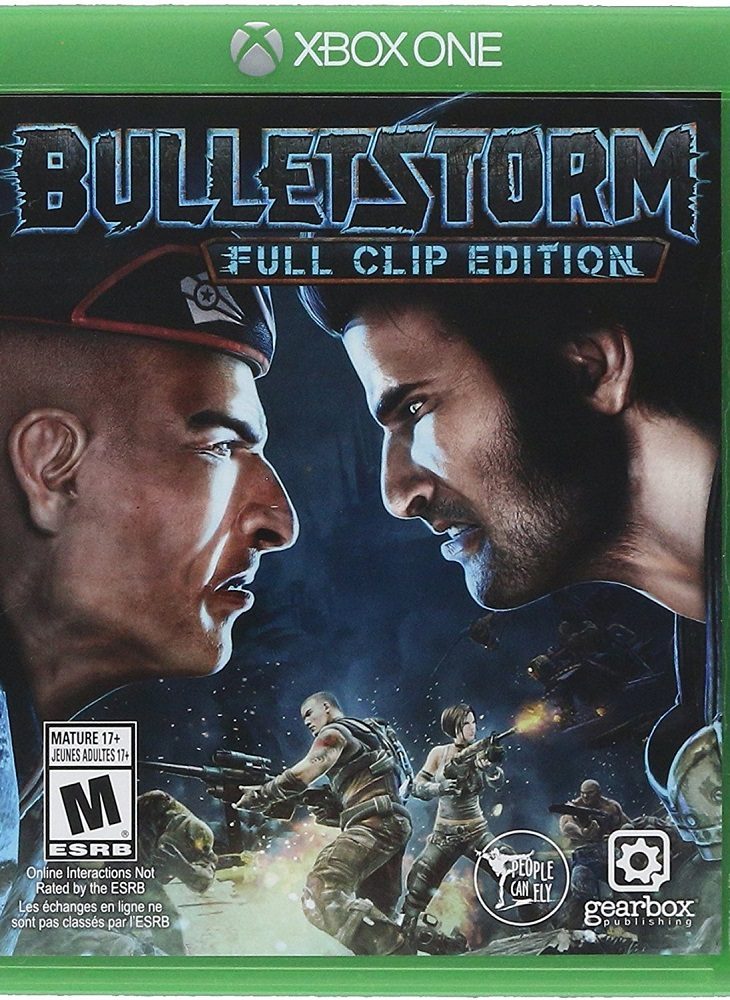 XBOX ONE
BULLETSTORM
FULL CLIP EDITION
MATURE 17+
JEUNES ADULTES 17+
M
®
ESRB
Online Interactions Not
Rated by the ESRB
Les échanges en ligne ne
sont pas classés par l'ESRB
PEOPLE
CAN
FLY
gearbox
publishing